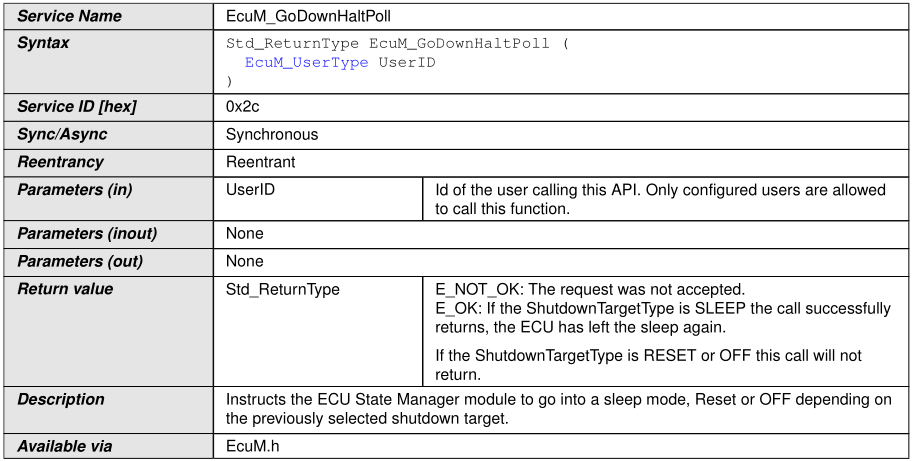 Service Name EcuM_GoDownHaltPoll
Syntax Std_ReturnType EcuM_GoDownHaltPoll (
EcuM_UserType UserID
)
Service ID [hex] 0x2c
Sync/Async Synchronous
Reentrancy Reentrant
Parameters (in) UserID Id of the user calling this API. Only configured users are allowed
to call this function.
Parameters (inout) None
Parameters (out) None
Return value Std_ReturnType E_NOT_OK: The request was not accepted.
E_OK: If the ShutdownTargetType is SLEEP the call successfully
returns, the ECU has left the sleep again.
If the ShutdownTargetType is RESET or OFF this call will not
return.
Description Instructs the ECU State Manager module to go into a sleep mode, Reset or OFF depending on
the previously selected shutdown target.
Available via EcuM.h